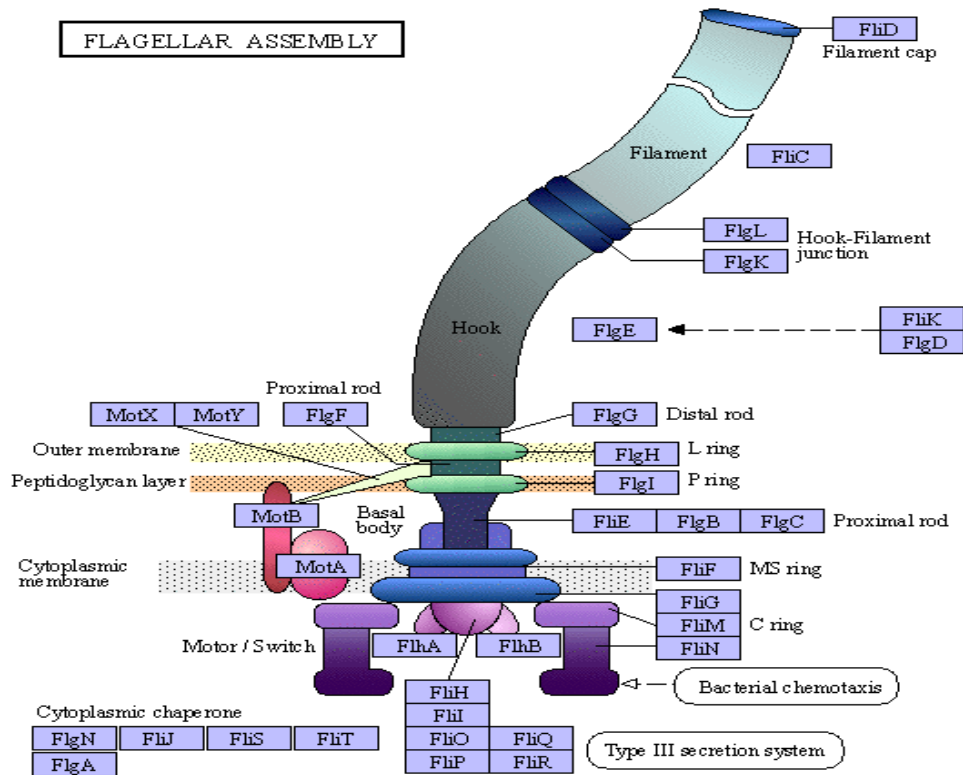 FLAGELLAR ASSEMBLY
FliD
Filament cap
Filament
FliC
FlgL
FlgK
Hook-Filament
junction
Hook
FlgE
FliK
FlgD
Proximal rod
MotX
MotY
FlgF
FlgG
Distal rod
Outer membrane
FlgH
L ring
Peptidoglycan layer
FlgI
P ring
MotB
Basal
body
FliE
FlgB
FlgC
Proximal rod
Cytoplasmic
membrane
MotA
FliF
MS ring
FliG
FliM
FliN
C ring
Motor / Switch
FlhA
FlhB
Bacterial chemotaxis
Cytoplasmic chaperone
FlgN
FliJ
FliS
FliT
FlgA
FliH
FliI
FliO
FliQ
FliP
FliR
Type III secretion system